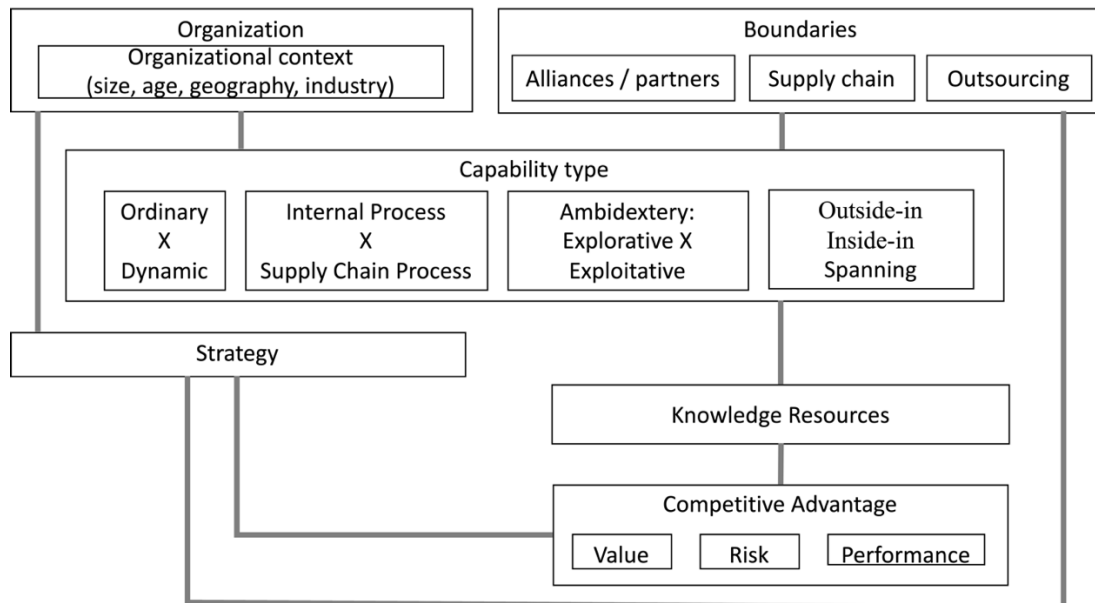 Organization
Organizational context
(size, age, geography, industry)
Boundaries
Alliances / partners
Supply chain
Outsourcing
Capability type
Ordinary
X
Dynamic
Internal Process
X
Supply Chain Process
Ambidextery:
Explorative X
Exploitative
Outside-in
Inside-in
Spanning
Strategy
Knowledge Resources
Competitive Advantage
Value
Risk
Performance